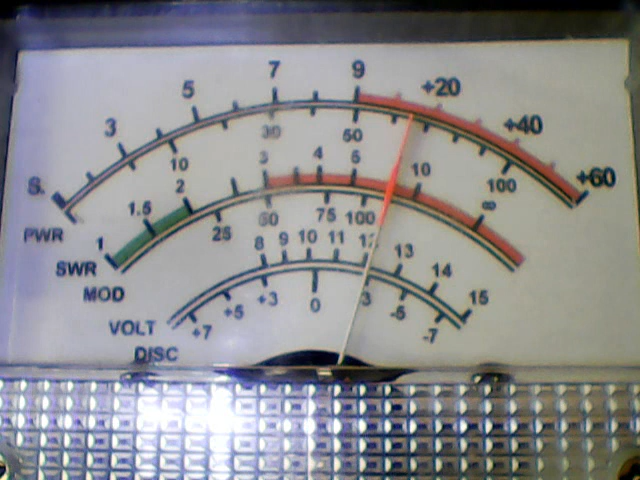 S. 3 5 7 9 +20 +40 +60
PWR 10 30 50 100
SWR 1 1.5 2 3 4 5 10 ∞
MOD 25 50 75 100
VOLT 8 9 10 11 12 13 14 15
DISC +7 +5 +3 0 -5 -7